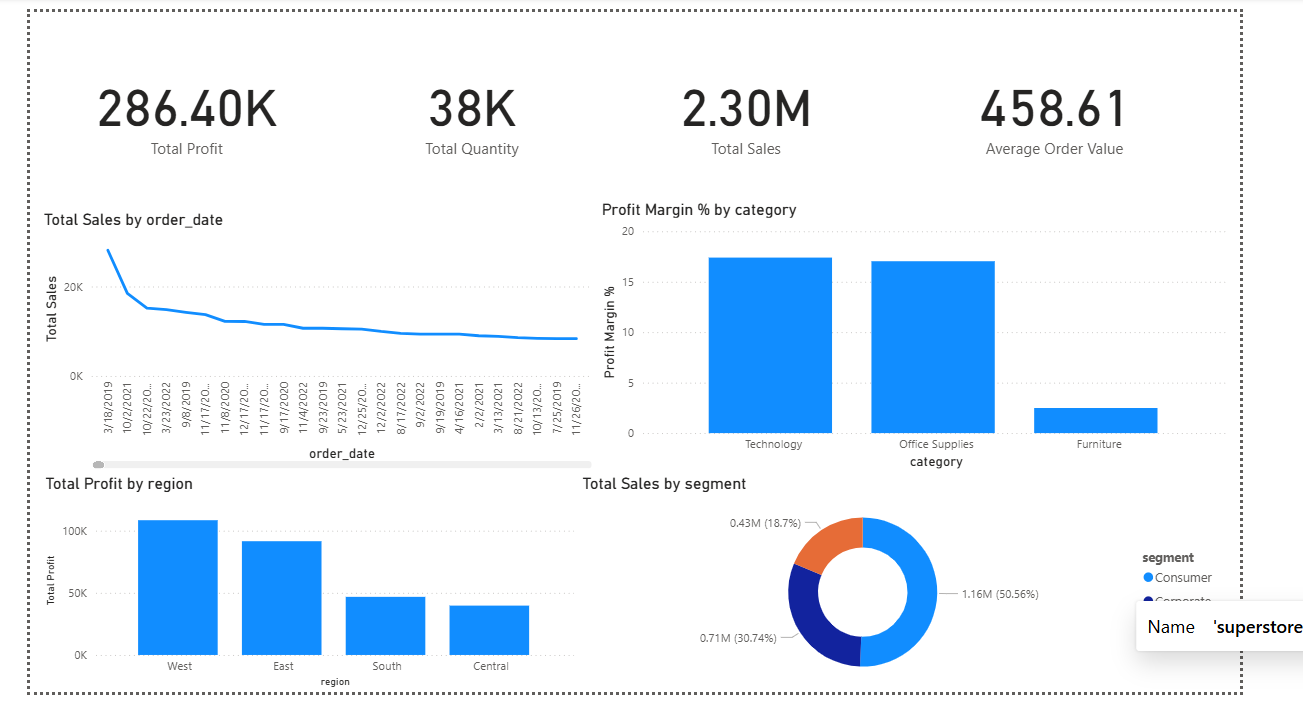 286.40K
Total Profit
38K
Total Quantity
2.30M
Total Sales
458.61
Average Order Value
Total Sales by order_date
Total Sales
20K
0K
3/18/2019
10/2/2021
10/22/20...
3/23/2022
9/8/2019
11/17/20...
11/8/2020
12/17/20...
11/17/20...
9/17/2020
11/4/2022
9/23/2019
5/23/2021
12/25/20...
12/2/2022
8/17/2022
9/2/2022
9/19/2019
4/16/2021
2/2/2021
3/13/2021
8/21/2022
10/13/20...
7/25/2019
11/26/20...
order_date
Profit Margin % by category
Profit Margin %
20
15
10
5
0
Technology
Office Supplies
Furniture
category
Total Profit by region
Total Profit
100K
50K
0K
West
East
South
Central
region
Total Sales by segment
0.43M (18.7%)
1.16M (50.56%)
0.71M (30.74%)
segment
Consumer
Corporate
Name 'superstore